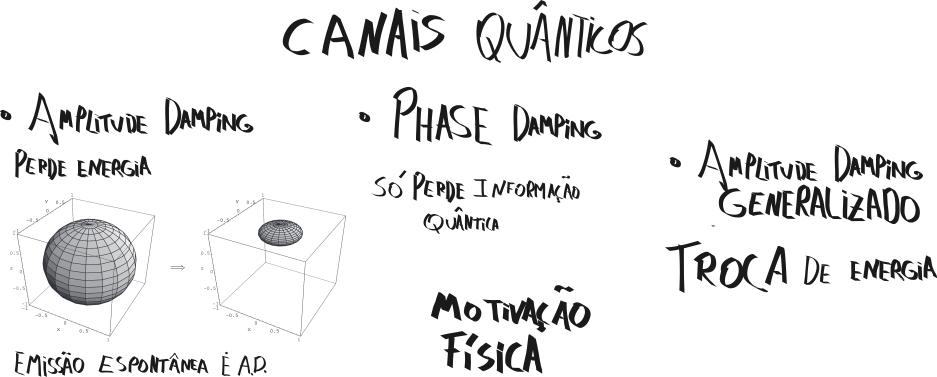 CANAIS QUÂNTICOS
• AMPLITUDE DAMPING
PERDE ENERGIA
EMISSÃO ESPONTÂNEA É A.D.
• PHASE DAMPING
SÓ PERDE INFORMAÇÃO
QUÂNTICA
MOTIVAÇÃO
FÍSICA
• AMPLITUDE DAMPING
GENERALIZADO
TROCA DE ENERGIA